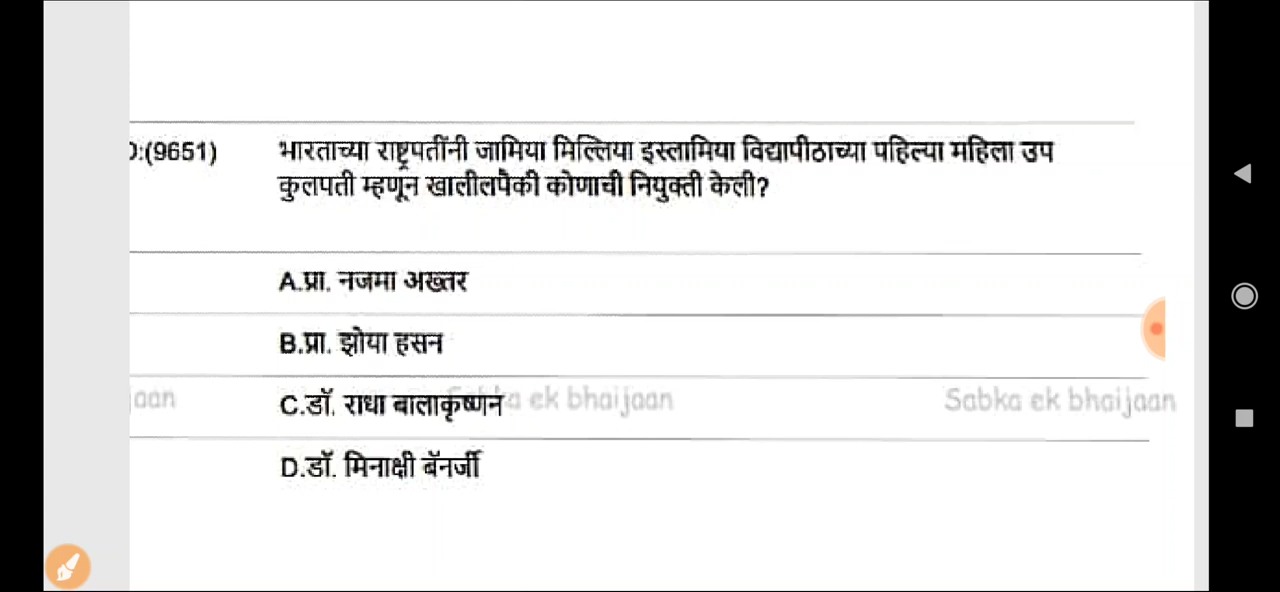 D:(9651) भारताच्या राष्ट्रपतींनी जामिया मिल्लिया इस्लामिया विद्यापीठाच्या पहिल्या महिला उप
कुलपती म्हणून खालीलपैकी कोणाची नियुक्ती केली?
A.प्रा. नजमा अख्तर
B.प्रा. झोया हसन
jaan C.डॉ. राधा बालाकृष्णन ek bhaijaan Sabka ek bhaijaan
D.डॉ. मिनाक्षी बॅनर्जी